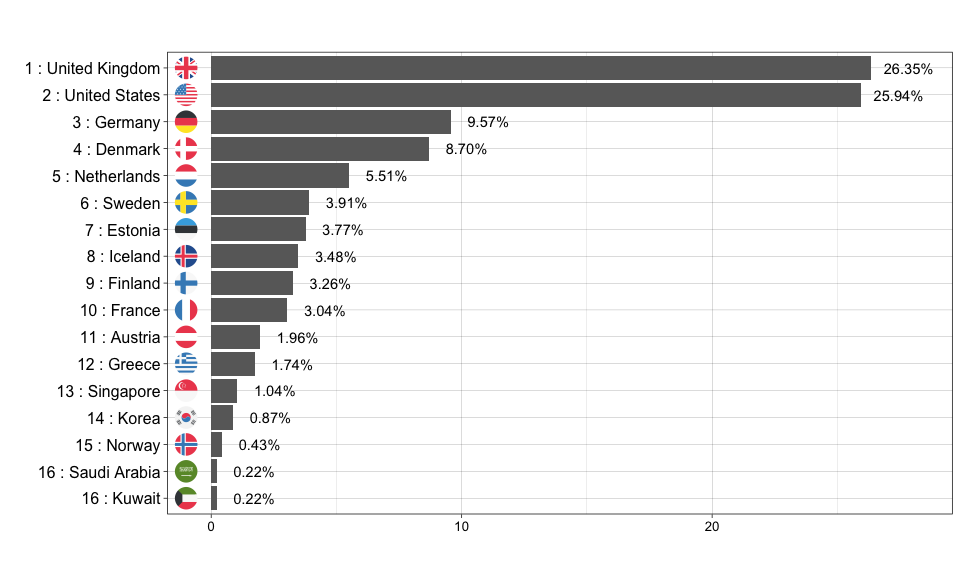 1 : United Kingdom 26.35%
2 : United States 25.94%
3 : Germany 9.57%
4 : Denmark 8.70%
5 : Netherlands 5.51%
6 : Sweden 3.91%
7 : Estonia 3.77%
8 : Iceland 3.48%
9 : Finland 3.26%
10 : France 3.04%
11 : Austria 1.96%
12 : Greece 1.74%
13 : Singapore 1.04%
14 : Korea 0.87%
15 : Norway 0.43%
16 : Saudi Arabia 0.22%
16 : Kuwait 0.22%
0 10 20